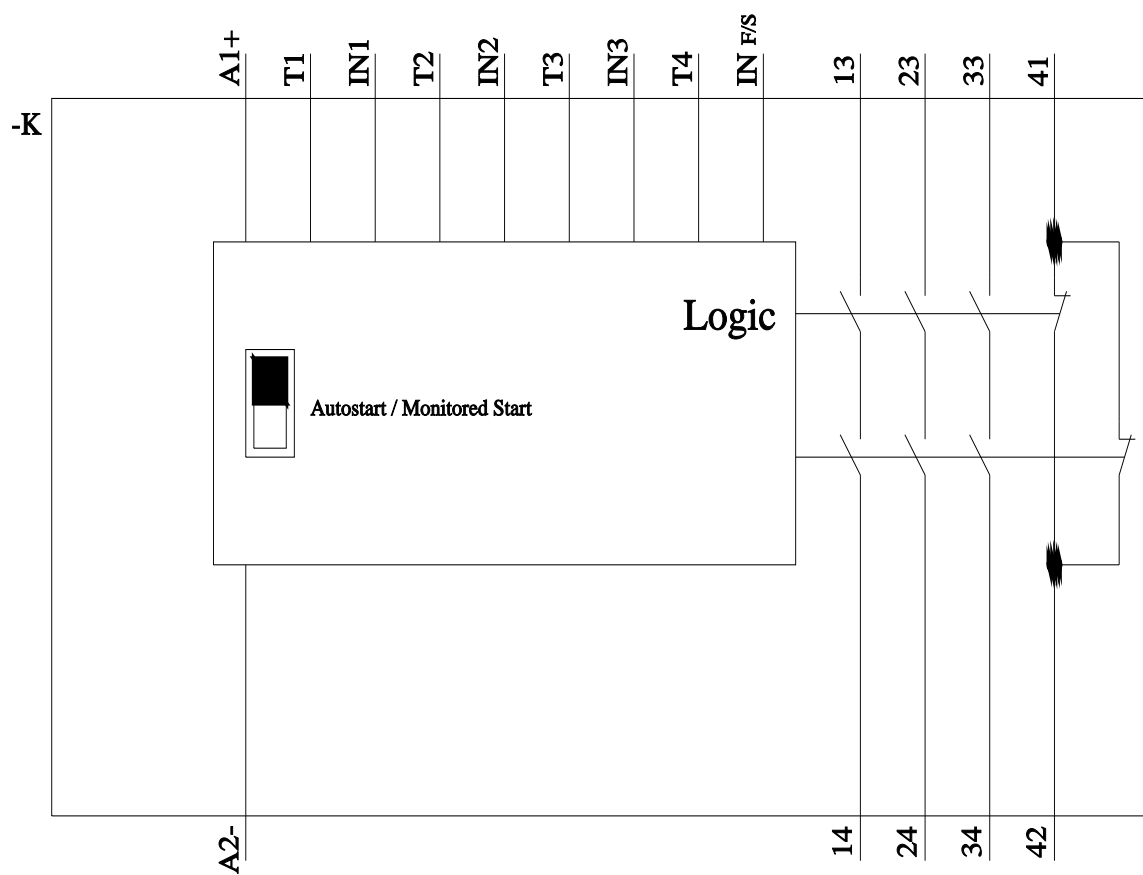 A1+
T1
IN1
T2
IN2
T3
IN3
T4
IN F/S
13
23
33
41
-K
Logic
Autostart / Monitored Start
A2-
14
24
34
42